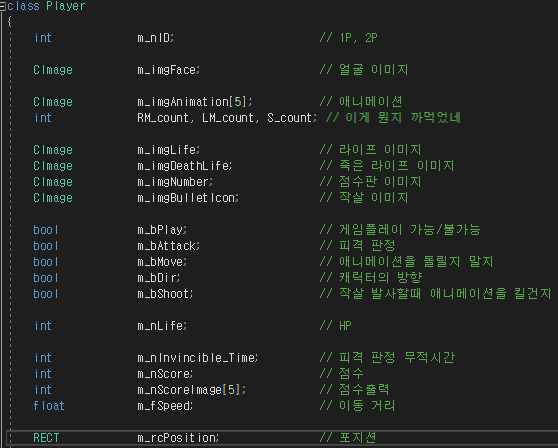 class Player
{
int m_nID; // 1P, 2P
CImage m_imgFace; // 얼굴 이미지
CImage m_imgAnimation[5]; // 애니메이션
int RM_count, LM_count, S_count; // 이게 뭔지 까먹었네
CImage m_imgLife; // 라이프 이미지
CImage m_imgDeathLife; // 죽은 라이프 이미지
CImage m_imgNumber; // 점수판 이미지
CImage m_imgBulletIcon; // 작살 이미지
bool m_bPlay; // 게임플레이 가능/불가능
bool m_bAttack; // 피격 판정
bool m_bMove; // 애니메이션을 돌릴지 말지
bool m_bDir; // 캐릭터의 방향
bool m_bShoot; // 작살 발사할때 애니메이션을 킬건지
int m_nLife; // HP
int m_nInvincible_Time; // 피격 판정 무적시간
int m_nScore; // 점수
int m_nScoreImage[5]; // 점수출력
float m_fSpeed; // 이동 거리
RECT m_rcPosition; // 포지션